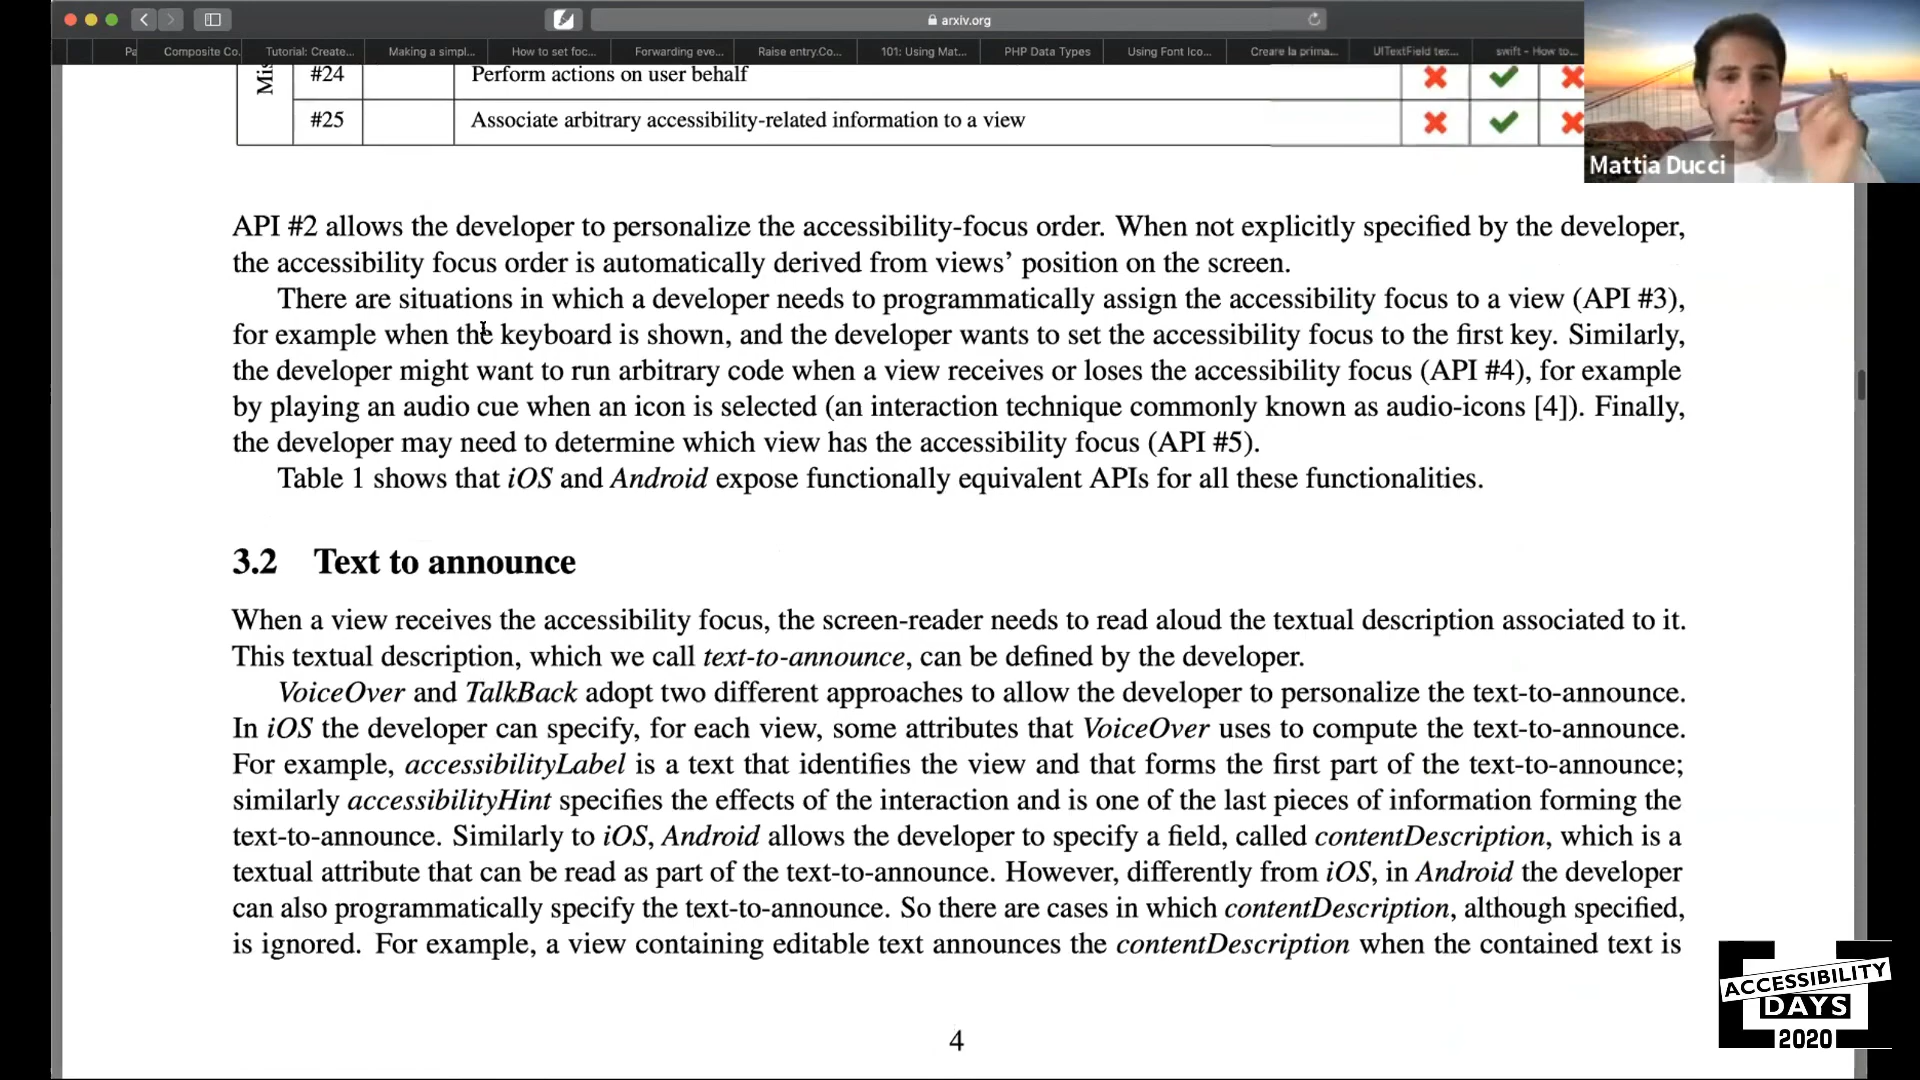 arxiv.org
Pa
Composite Co.
Tutorial: Create...
Making a simpl...
How to set foc...
Forwarding eve...
Raise entry.Co...
101: Using Mat...
PHP Data Types
Using Font Ico...
Creare la prima...
UITextField tex...
swift - How to...
Mis
#24 Perform actions on user behalf
#25 Associate arbitrary accessibility-related information to a view
Mattia Ducci
API #2 allows the developer to personalize the accessibility-focus order. When not explicitly specified by the developer,
the accessibility focus order is automatically derived from views’ position on the screen.
There are situations in which a developer needs to programmatically assign the accessibility focus to a view (API #3),
for example when the keyboard is shown, and the developer wants to set the accessibility focus to the first key. Similarly,
the developer might want to run arbitrary code when a view receives or loses the accessibility focus (API #4), for example
by playing an audio cue when an icon is selected (an interaction technique commonly known as audio-icons [4]). Finally,
the developer may need to determine which view has the accessibility focus (API #5).
Table 1 shows that iOS and Android expose functionally equivalent APIs for all these functionalities.
3.2 Text to announce
When a view receives the accessibility focus, the screen-reader needs to read aloud the textual description associated to it.
This textual description, which we call text-to-announce, can be defined by the developer.
VoiceOver and TalkBack adopt two different approaches to allow the developer to personalize the text-to-announce.
In iOS the developer can specify, for each view, some attributes that VoiceOver uses to compute the text-to-announce.
For example, accessibilityLabel is a text that identifies the view and that forms the first part of the text-to-announce;
similarly accessibilityHint specifies the effects of the interaction and is one of the last pieces of information forming the
text-to-announce. Similarly to iOS, Android allows the developer to specify a field, called contentDescription, which is a
textual attribute that can be read as part of the text-to-announce. However, differently from iOS, in Android the developer
can also programmatically specify the text-to-announce. So there are cases in which contentDescription, although specified,
is ignored. For example, a view containing editable text announces the contentDescription when the contained text is
4
ACCESSIBILITY
DAYS
2020